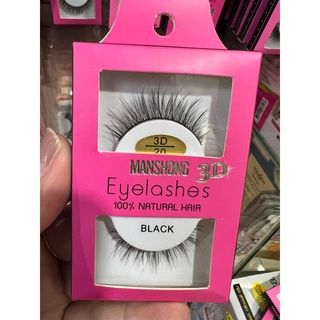 3D
20
MANSHONG 3D
Eyelashes
100% NATURAL HAIR
BLACK